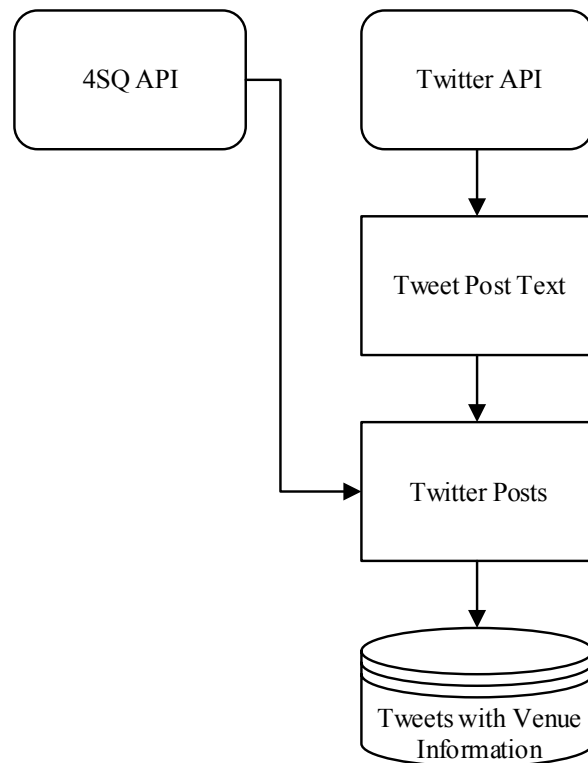 4SQ API
Twitter API
Tweet Post Text
Twitter Posts
Tweets with Venue
Information